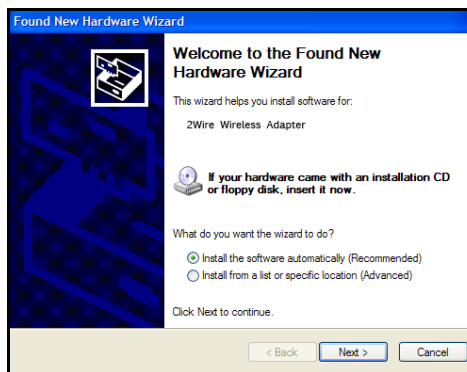 Found New Hardware Wizard
Welcome to the Found New
Hardware Wizard
This wizard helps you install software for:
2Wire Wireless Adapter
If your hardware came with an installation CD
or floppy disk, insert it now.
What do you want the wizard to do?
Install the software automatically (Recommended)
Install from a list or specific location (Advanced)
Click Next to continue.
< Back Next > Cancel